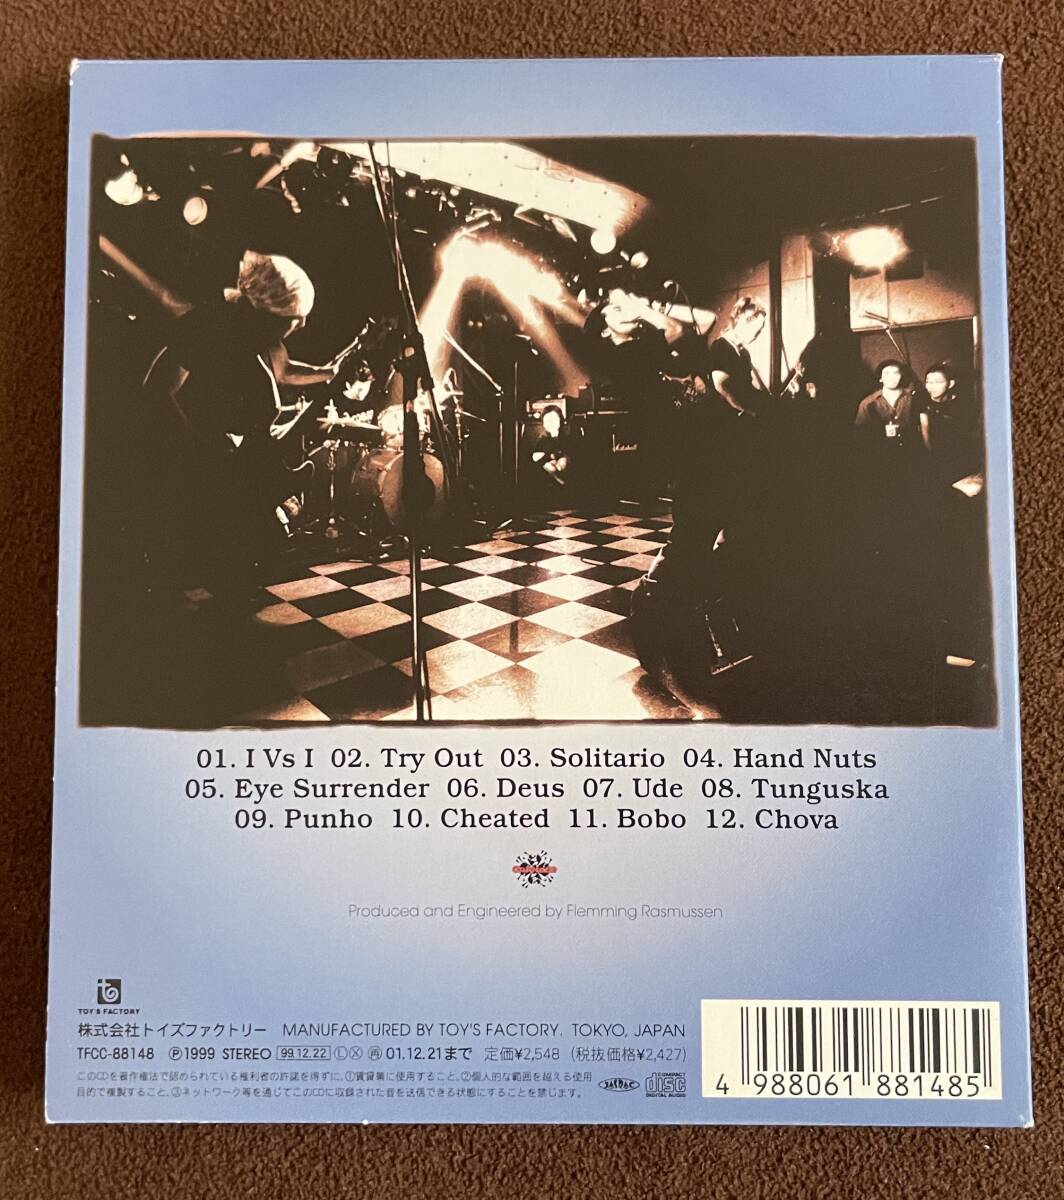 01. I Vs I 02. Try Out 03. Solitario 04. Hand Nuts
05. Eye Surrender 06. Deus 07. Ude 08. Tunguska
09. Punho 10. Cheated 11. Bobo 12. Chova
Produced and Engineered by Flemming Rasmussen
TOY'S FACTORY
株式会社トイズファクトリー MANUFACTURED BY TOY'S FACTORY. TOKYO, JAPAN
TFCC-88148 Ⓟ1999 STEREO 99.12.22 Ⓛ Ⓧ 再 01.12.21まで 定価¥2,548 (税抜価格¥2,427)
このCDを著作権法で認められている権利者の許諾を得ずに、①賃貸業に使用すること、②個人的な範囲を越える使用
目的で複製すること、③ネットワーク等を通じてこのCDに収録された音を送信できる状態にすることを禁じます。
JASRAC
COMPACT
disc
DIGITAL AUDIO
4 988061 881485